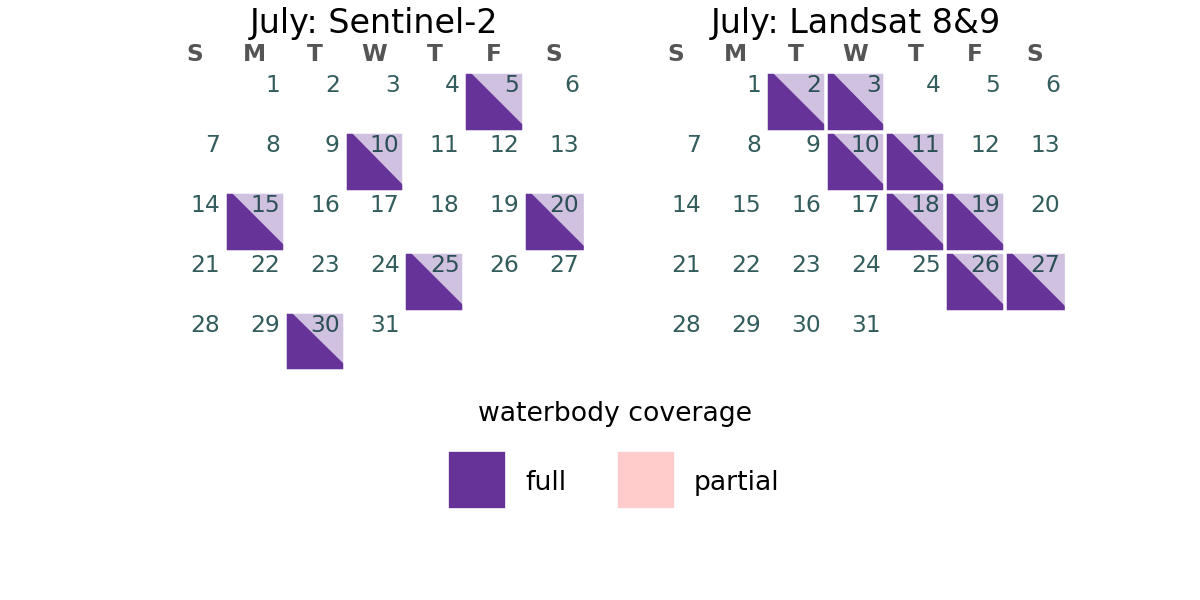 July: Sentinel-2
S M T W T F S
1 2 3 4 5 6
7 8 9 10 11 12 13
14 15 16 17 18 19 20
21 22 23 24 25 26 27
28 29 30 31
July: Landsat 8&9
S M T W T F S
1 2 3 4 5 6
7 8 9 10 11 12 13
14 15 16 17 18 19 20
21 22 23 24 25 26 27
28 29 30 31
waterbody coverage
full
partial